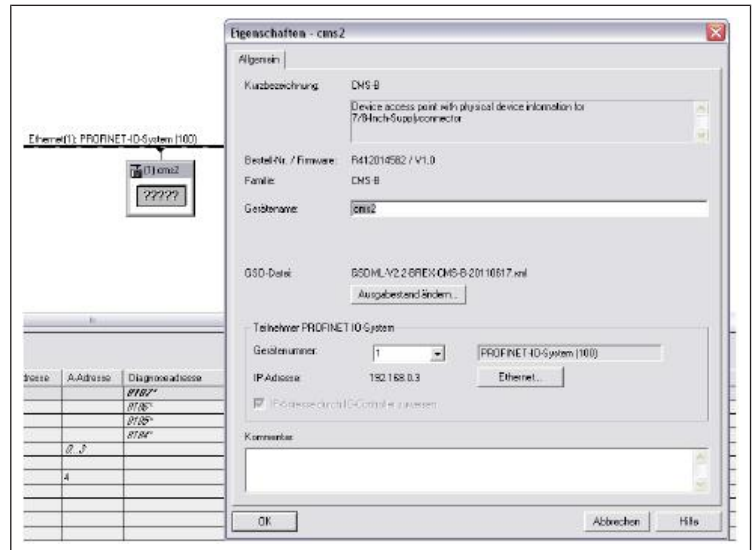 Eigenschaften - cms2
Allgemein
Kurzbezeichnung: CMS-B
Device access point with physical device information for
7/8-Inch-Supplyconnector
Bestell-Nr. / Firmware: R412014582 / V1.0
Familie: CMS-B
Gerätename: cms2
GSD-Datei: GSDML-V2.2-BREX-CMS-B-20110617.xml
Ausgabestand ändern...
Teilnehmer PROFINET IO-System
Gerätenummer: 1 PROFINET-IO-System (100)
IP-Adresse: 192.168.0.3 Ethernet...
IP-Adresse durch IO-Controller zuweisen
Kommentar:
OK Abbrechen Hilfe
Ethernet(1): PROFINET-IO-System (100)
(1) cms2
?????
dresse A-Adresse Diagnoseadresse
8187*
8186*
8185*
8184*
0...3
4